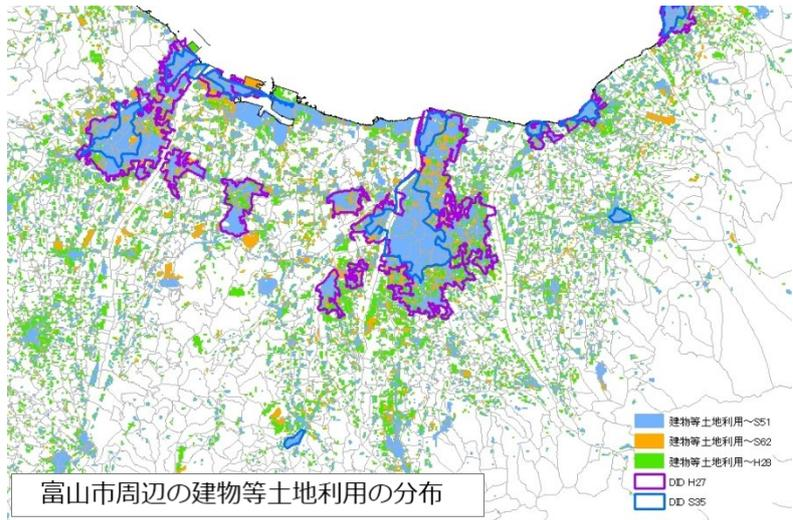 建物等土地利用～S51
建物等土地利用～S62
建物等土地利用～H28
DID H27
DID S35
富山市周辺の建物等土地利用の分布